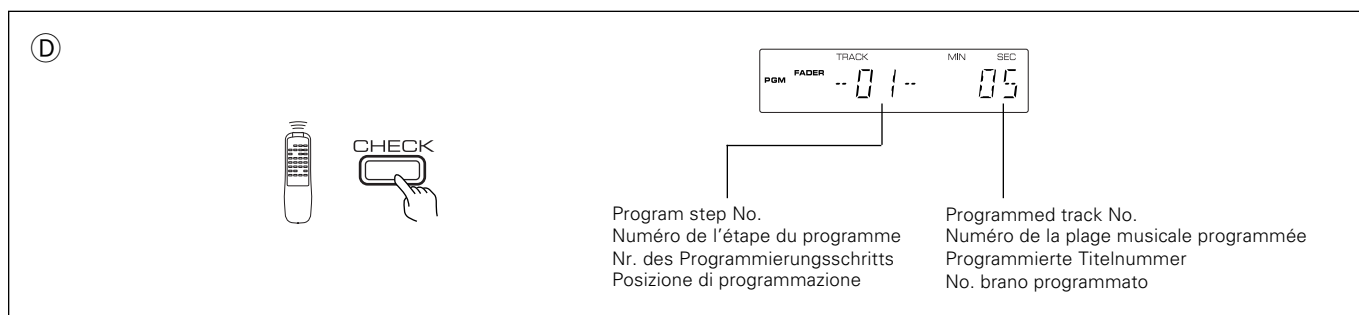 D
TRACK MIN SEC
PGM FADER --01-- 05
CHECK
Program step No.
Numéro de l’étape du programme
Nr. des Programmierungsschritts
Posizione di programmazione
Programmed track No.
Numéro de la plage musicale programmée
Programmierte Titelnummer
No. brano programmato